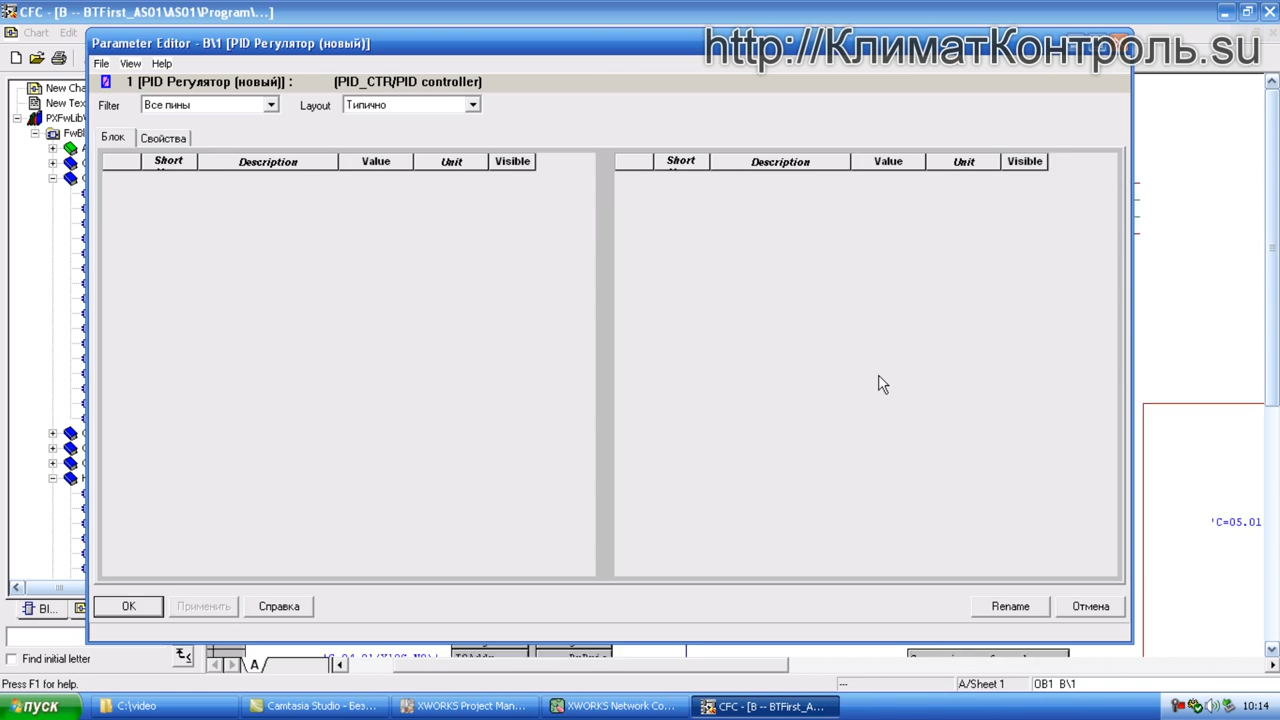 CFC - [B -- BTFirst_AS01\AS01\Program\...]
Chart Edit
Parameter Editor - B\1 [PID Регулятор (новый)]
http://КлиматКонтроль.su
File View Help
1 [PID Регулятор (новый)] : (PID_CTR/PID controller)
Filter Все пины Layout Типично
Блок Свойства
Short Description Value Unit Visible Short Description Value Unit Visible
New Cha
New Tex
PXFwLib\
FwBl
'C=05.01
OK Применить Справка Rename Отмена
BI...
Find initial letter
A
Press F1 for help. --- A/Sheet 1 OB1 B\1
пуск C:\video Camtasia Studio - Без... XWORKS Project Man... XWORKS Network Co... CFC - [B -- BTFirst_A... 10:14